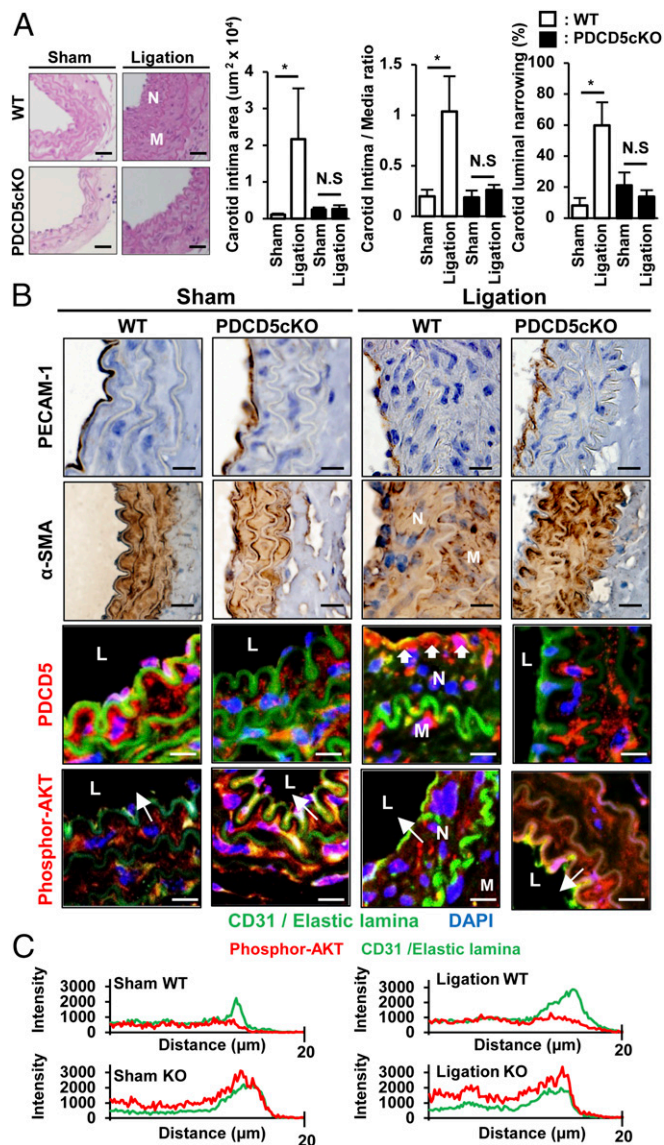 A
Sham Ligation
WT
N
M
PDCD5cKO
Carotid intima area (um² x 10⁴)
4
3
2
1
0
*
N.S
Sham
Ligation
Sham
Ligation
Carotid Intima / Media ratio
1.5
1
0.5
0
*
N.S
Sham
Ligation
Sham
Ligation
: WT
: PDCD5cKO
Carotid luminal narrowing (%)
100
80
60
40
20
0
*
N.S
Sham
Ligation
Sham
Ligation
B
Sham Ligation
WT PDCD5cKO WT PDCD5cKO
PECAM-1
α-SMA
N
M
PDCD5
L
L
L
N
M
L
Phosphor-AKT
L
L
L
N
M
L
CD31 / Elastic lamina DAPI
C
Phosphor-AKT CD31 /Elastic lamina
Intensity
3000
2000
1000
0
Sham WT
Distance (µm)
20
Intensity
3000
2000
1000
0
Ligation WT
Distance (µm)
20
Intensity
3000
2000
1000
0
Sham KO
Distance (µm)
20
Intensity
3000
2000
1000
0
Ligation KO
Distance (µm)
20